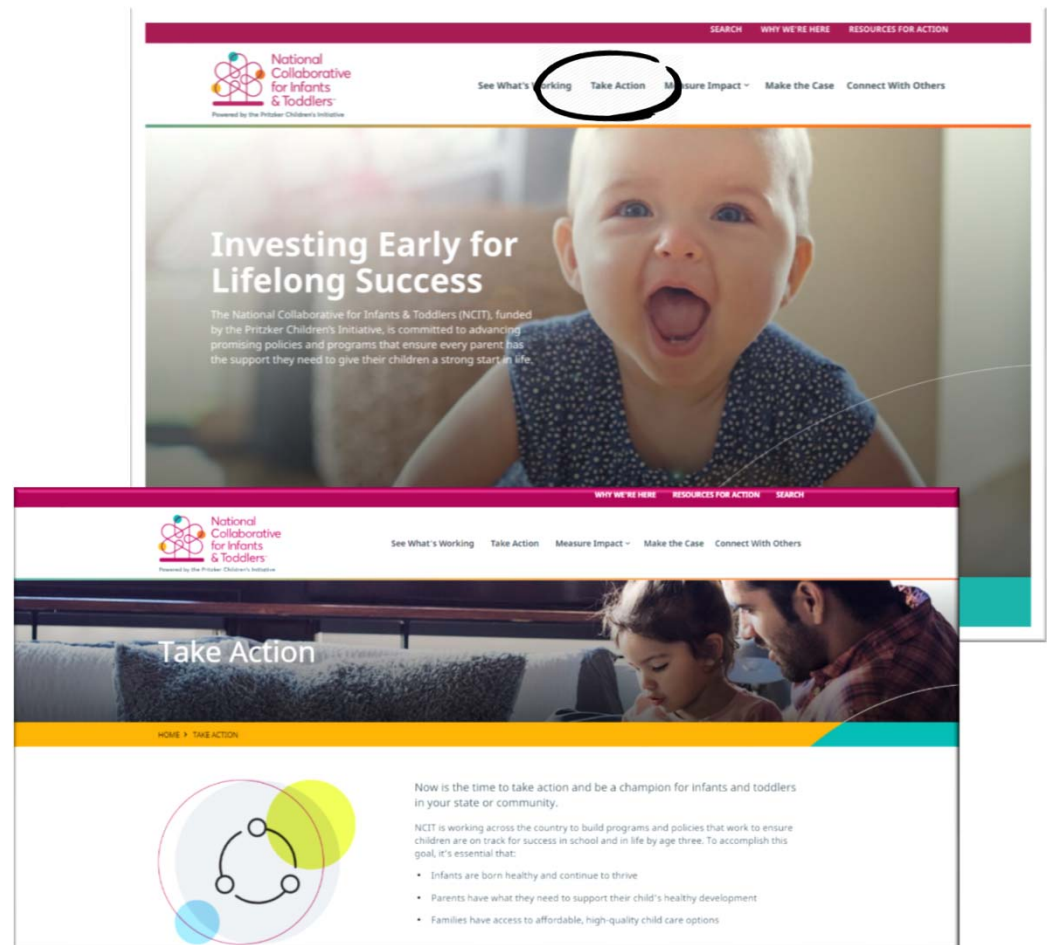 SEARCH WHY WE'RE HERE RESOURCES FOR ACTION
National
Collaborative
for Infants
& Toddlers
Powered by the Pritzker Children's Initiative
See What's Working Take Action Measure Impact Make the Case Connect With Others
Investing Early for
Lifelong Success
The National Collaborative for Infants & Toddlers (NCIT), funded
by the Pritzker Children's Initiative, is committed to advancing
promising policies and programs that ensure every parent has
the support they need to give their children a strong start in life.
WHY WE'RE HERE RESOURCES FOR ACTION SEARCH
National
Collaborative
for Infants
& Toddlers
Powered by the Pritzker Children's Initiative
See What's Working Take Action Measure Impact Make the Case Connect With Others
Take Action
HOME > TAKE ACTION
Now is the time to take action and be a champion for infants and toddlers
in your state or community.
NCIT is working across the country to build programs and policies that work to ensure
children are on track for success in school and in life by age three. To accomplish this
goal, it's essential that:
• Infants are born healthy and continue to thrive
• Parents have what they need to support their child's healthy development
• Families have access to affordable, high-quality child care options